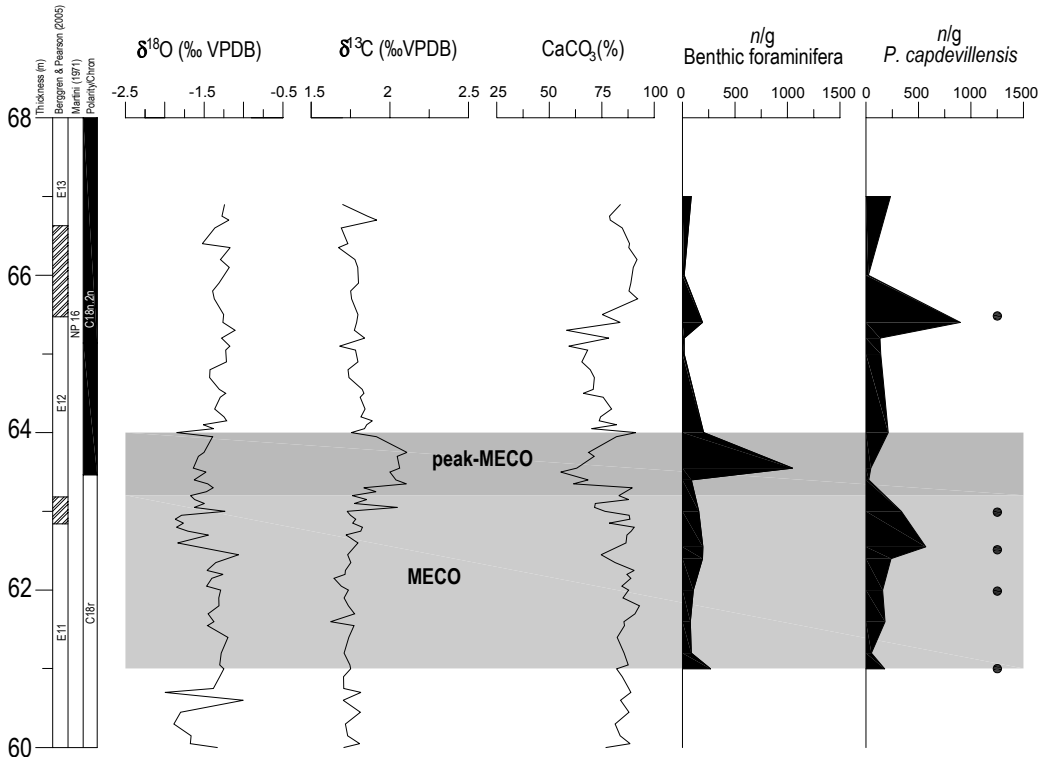 Thickness (m)
Berggren & Pearson (2005)
Martini (1971)
Polarity/Chron
δ18O (‰ VPDB)
δ13C (‰VPDB)
CaCO3(%)
n/g
Benthic foraminifera
n/g
P. capdevillensis
-2.5 -1.5 -0.5
1.5 2 2.5
25 50 75 100
0 500 1000 1500
0 500 1000 1500
68
66
64
62
60
E13
E12
E11
NP 16
C18n.2n
C18r
peak-MECO
MECO